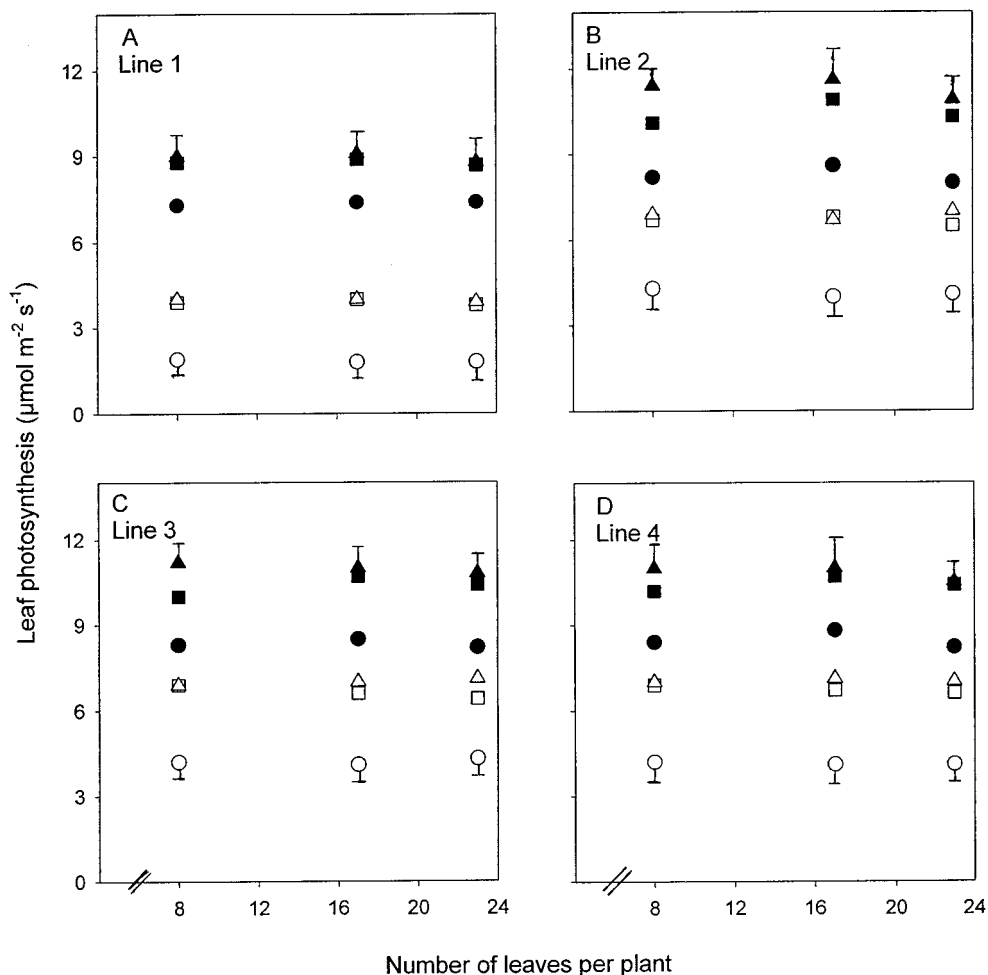 A
Line 1
B
Line 2
12
9
6
3
0
C
Line 3
D
Line 4
12
9
6
3
0
8 12 16 20 24
8 12 16 20 24
Leaf photosynthesis (μmol m⁻² s⁻¹)
Number of leaves per plant